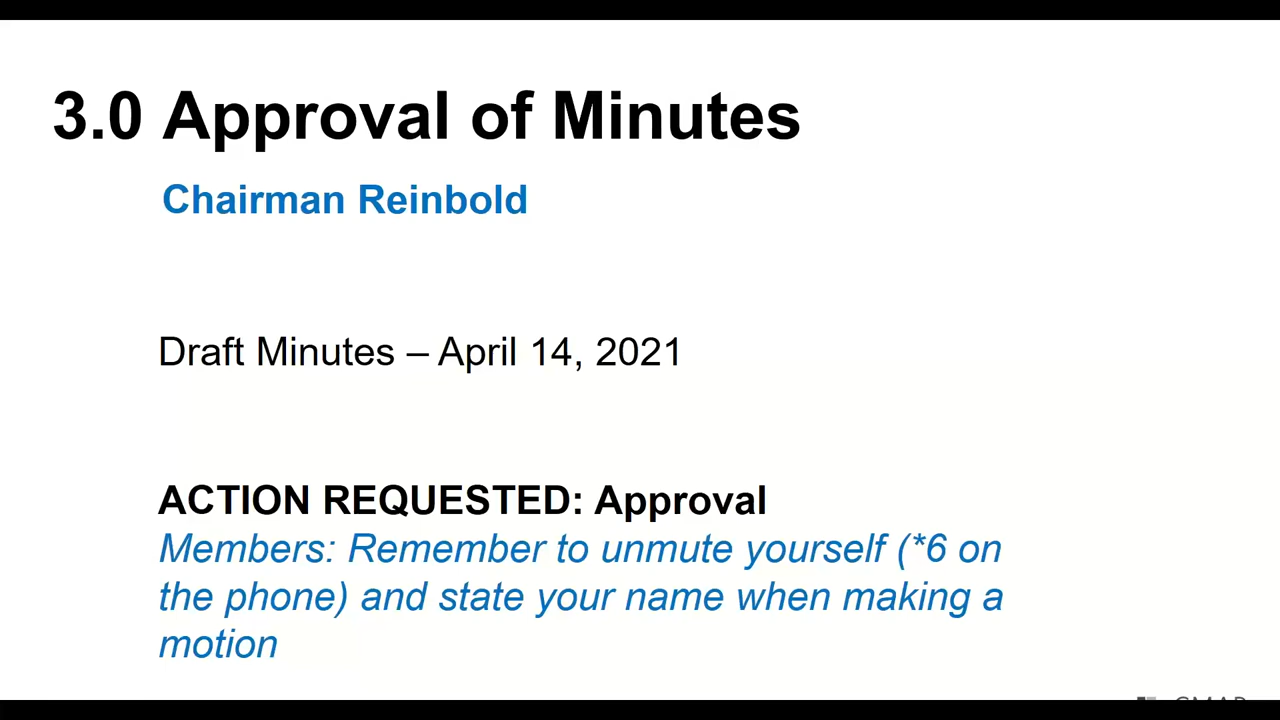 3.0 Approval of Minutes
Chairman Reinbold
Draft Minutes – April 14, 2021
ACTION REQUESTED: Approval
Members: Remember to unmute yourself (*6 on
the phone) and state your name when making a
motion